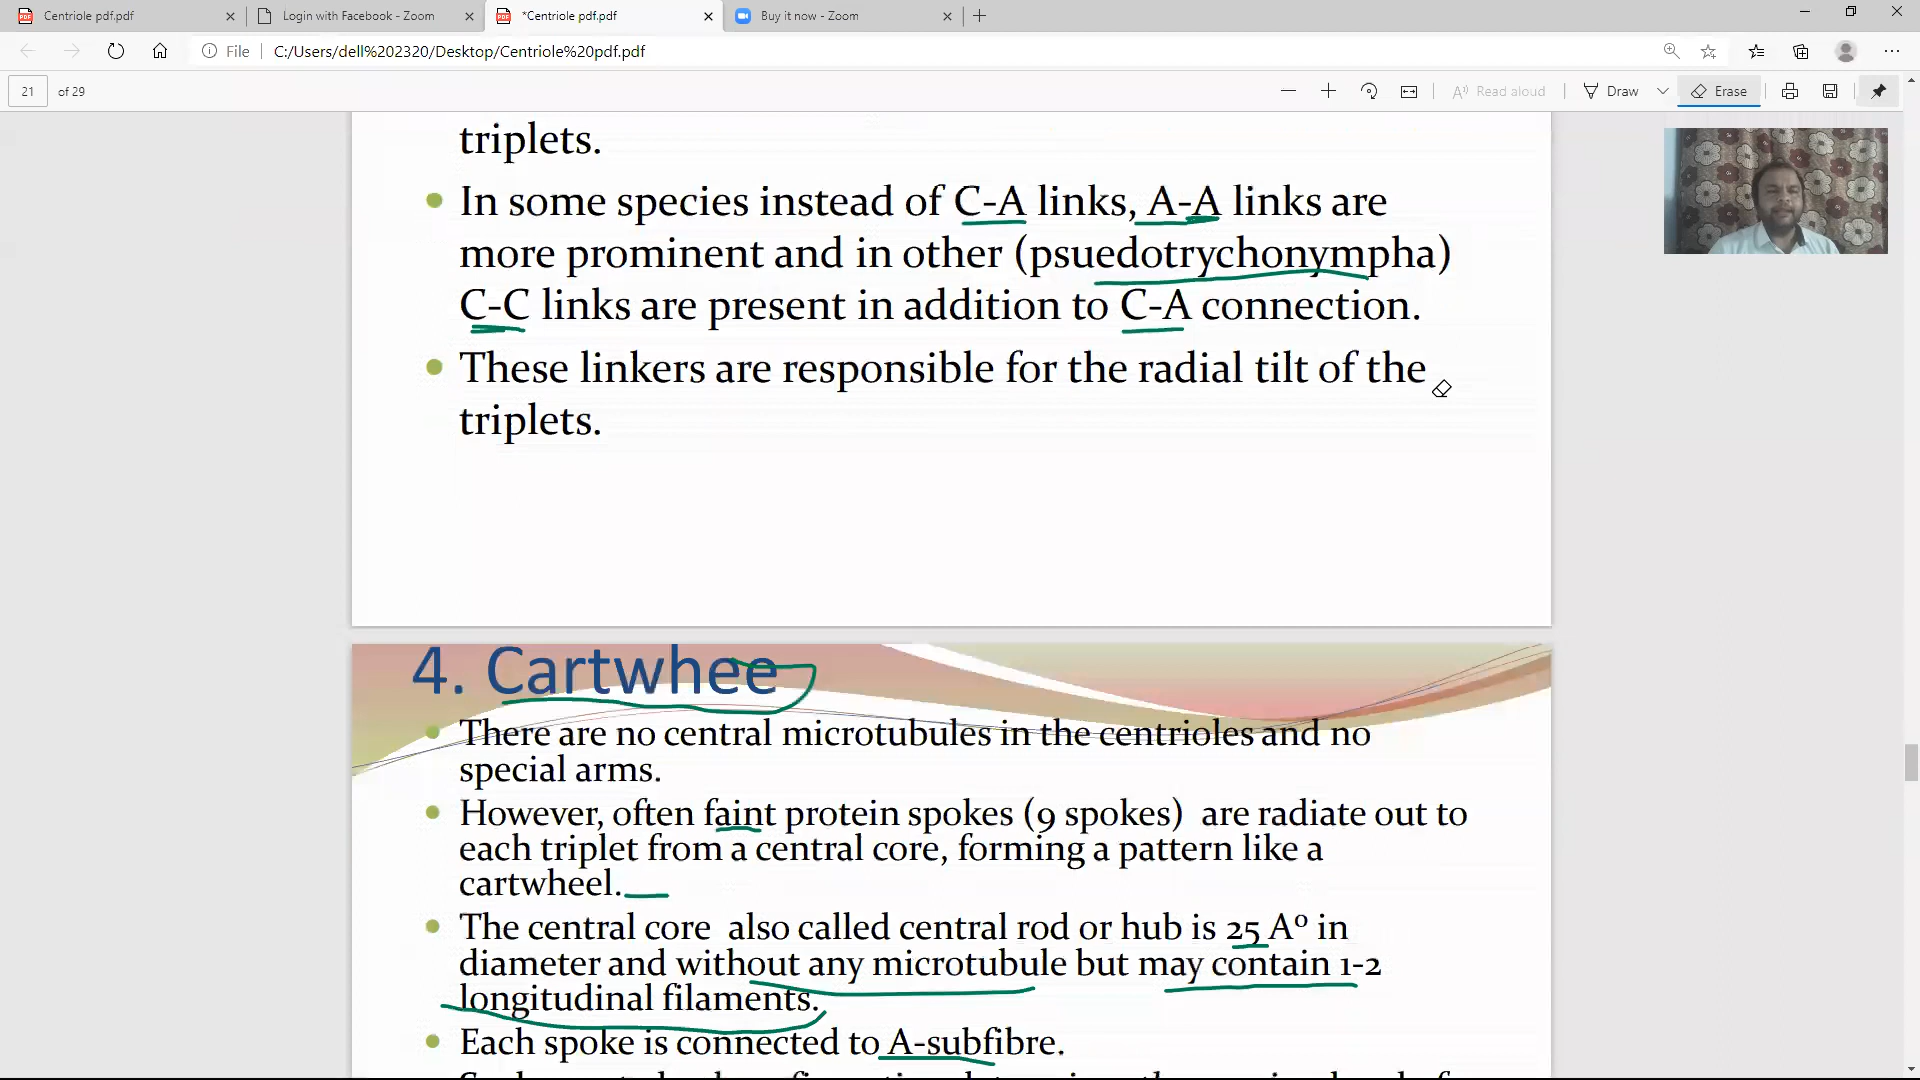 Centriole pdf.pdf
Login with Facebook - Zoom
*Centriole pdf.pdf
Buy it now - Zoom
File C:/Users/dell%202320/Desktop/Centriole%20pdf.pdf
21 of 29
Read aloud
Draw
Erase
triplets.
In some species instead of C-A links, A-A links are
more prominent and in other (psuedotrychonympha)
C-C links are present in addition to C-A connection.
These linkers are responsible for the radial tilt of the
triplets.
4. Cartwhee
There are no central microtubules in the centrioles and no
special arms.
However, often faint protein spokes (9 spokes) are radiate out to
each triplet from a central core, forming a pattern like a
cartwheel.
The central core also called central rod or hub is 25 A⁰ in
diameter and without any microtubule but may contain 1-2
longitudinal filaments.
Each spoke is connected to A-subfibre.